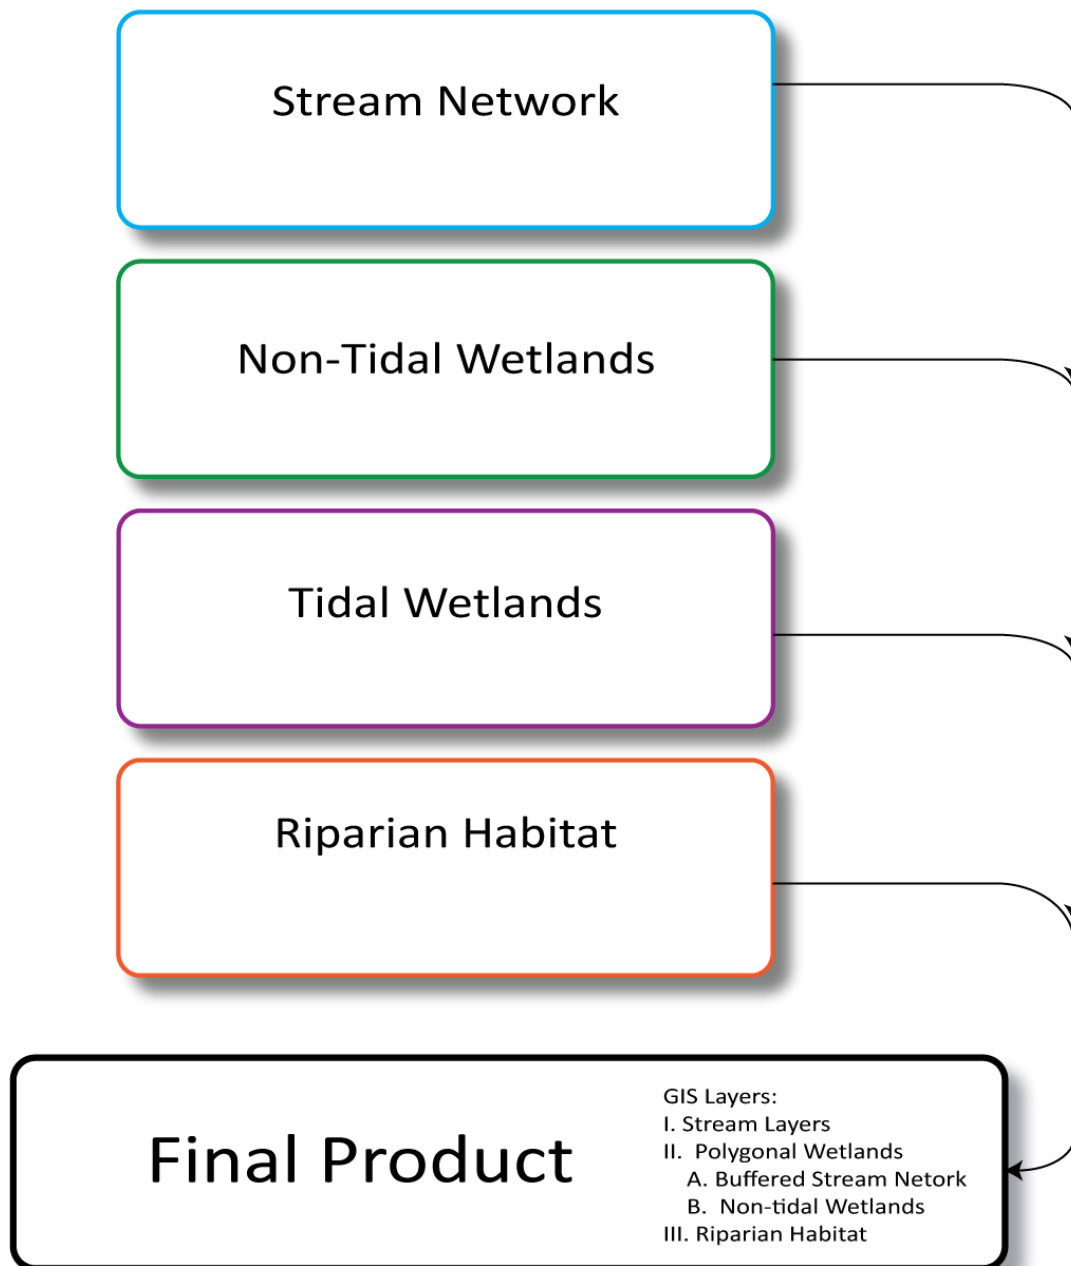 Stream Network
Non-Tidal Wetlands
Tidal Wetlands
Riparian Habitat
Final Product
GIS Layers:
I. Stream Layers
II. Polygonal Wetlands
A. Buffered Stream Netork
B. Non-tidal Wetlands
III. Riparian Habitat